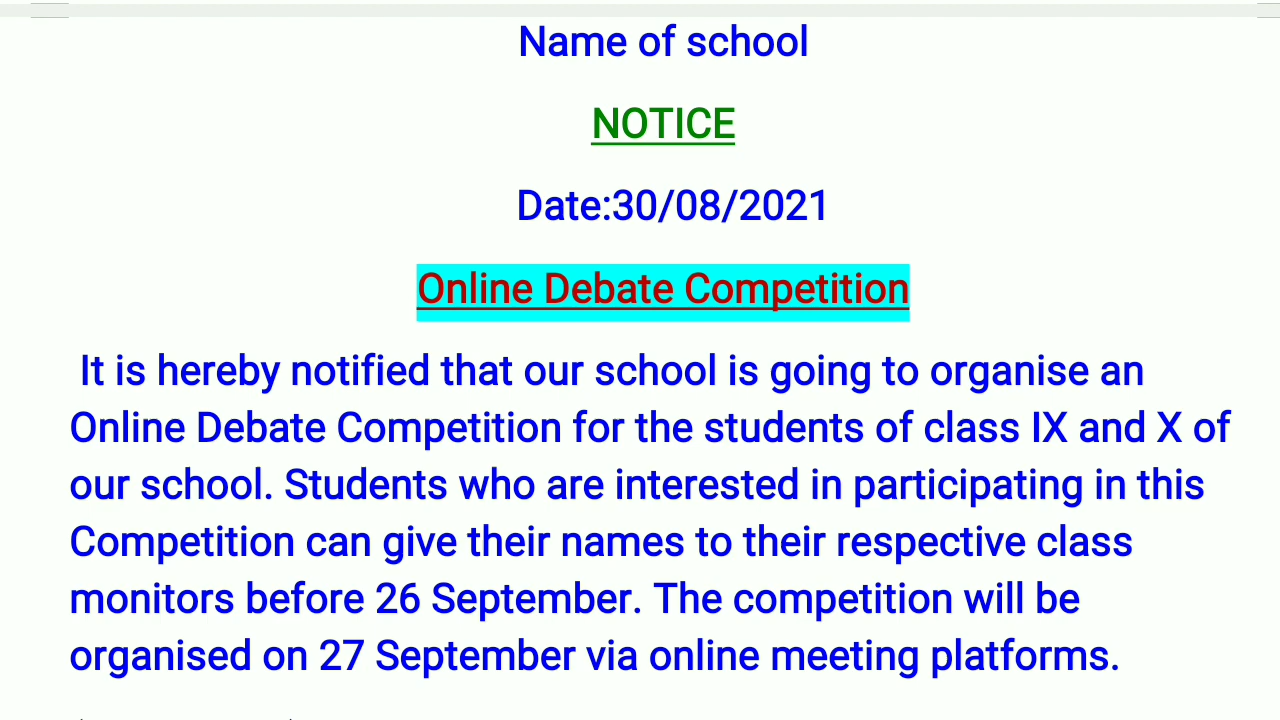 Name of school
NOTICE
Date:30/08/2021
Online Debate Competition
It is hereby notified that our school is going to organise an
Online Debate Competition for the students of class IX and X of
our school. Students who are interested in participating in this
Competition can give their names to their respective class
monitors before 26 September. The competition will be
organised on 27 September via online meeting platforms.